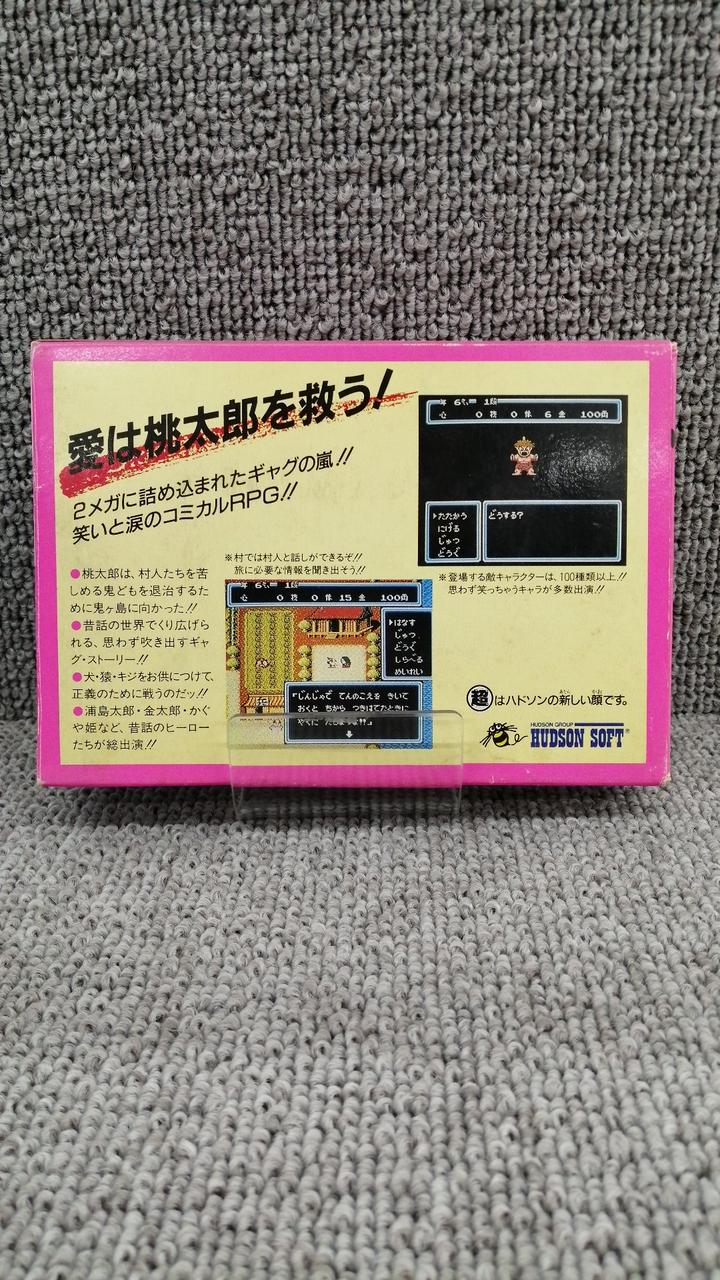 愛は桃太郎を救う!
2メガに詰め込まれたギャグの嵐!!
笑いと涙のコミカルRPG!!
●桃太郎は、村人たちを苦
しめる鬼どもを退治するた
めに鬼ヶ島に向かった!!
●昔話の世界でくり広げら
れる、思わず吹き出すギャ
グ・ストーリー!!
●犬・猿・キジをお供につけて、
正義のために戦うのだッ!!
●浦島太郎・金太郎・かぐ
や姫など、昔話のヒーロー
たちが総出演!!
※村では村人と話しができるぞ!!
旅に必要な情報を聞き出そう!!
心 0 技 0 体 15 金 100両
はなす
じゅつ
どうぐ
しらべる
めいれい
「じんじゃで てんのこえを きいて
おくと ちから つきはてたときに
心 0 技 0 体 6 金 100両
たたかう
にげる
じゅつ
どうぐ
どうする?
※登場する敵キャラクターは、100種類以上!!
思わず笑っちゃうキャラが多数出演!!
超はハドソンの新しい顔です。
HUDSON GROUP
HUDSON SOFT®